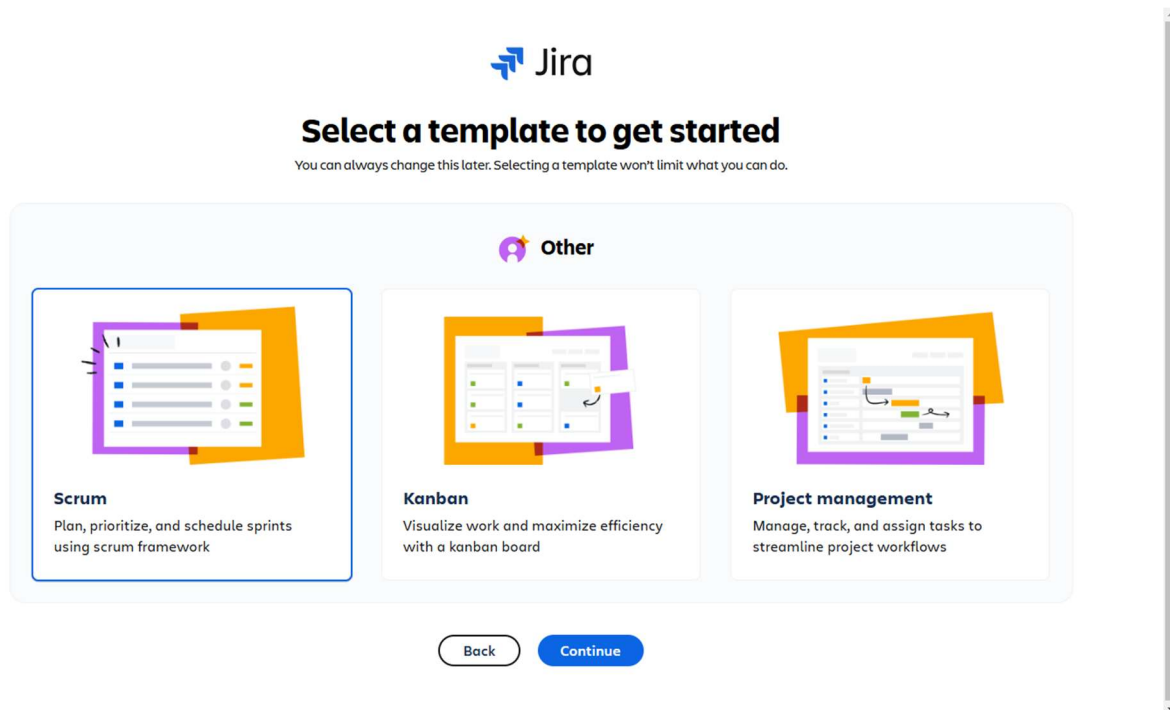 Jira
Select a template to get started
You can always change this later. Selecting a template won't limit what you can do.
Other
Scrum
Plan, prioritize, and schedule sprints
using scrum framework
Kanban
Visualize work and maximize efficiency
with a kanban board
Project management
Manage, track, and assign tasks to
streamline project workflows
Back
Continue